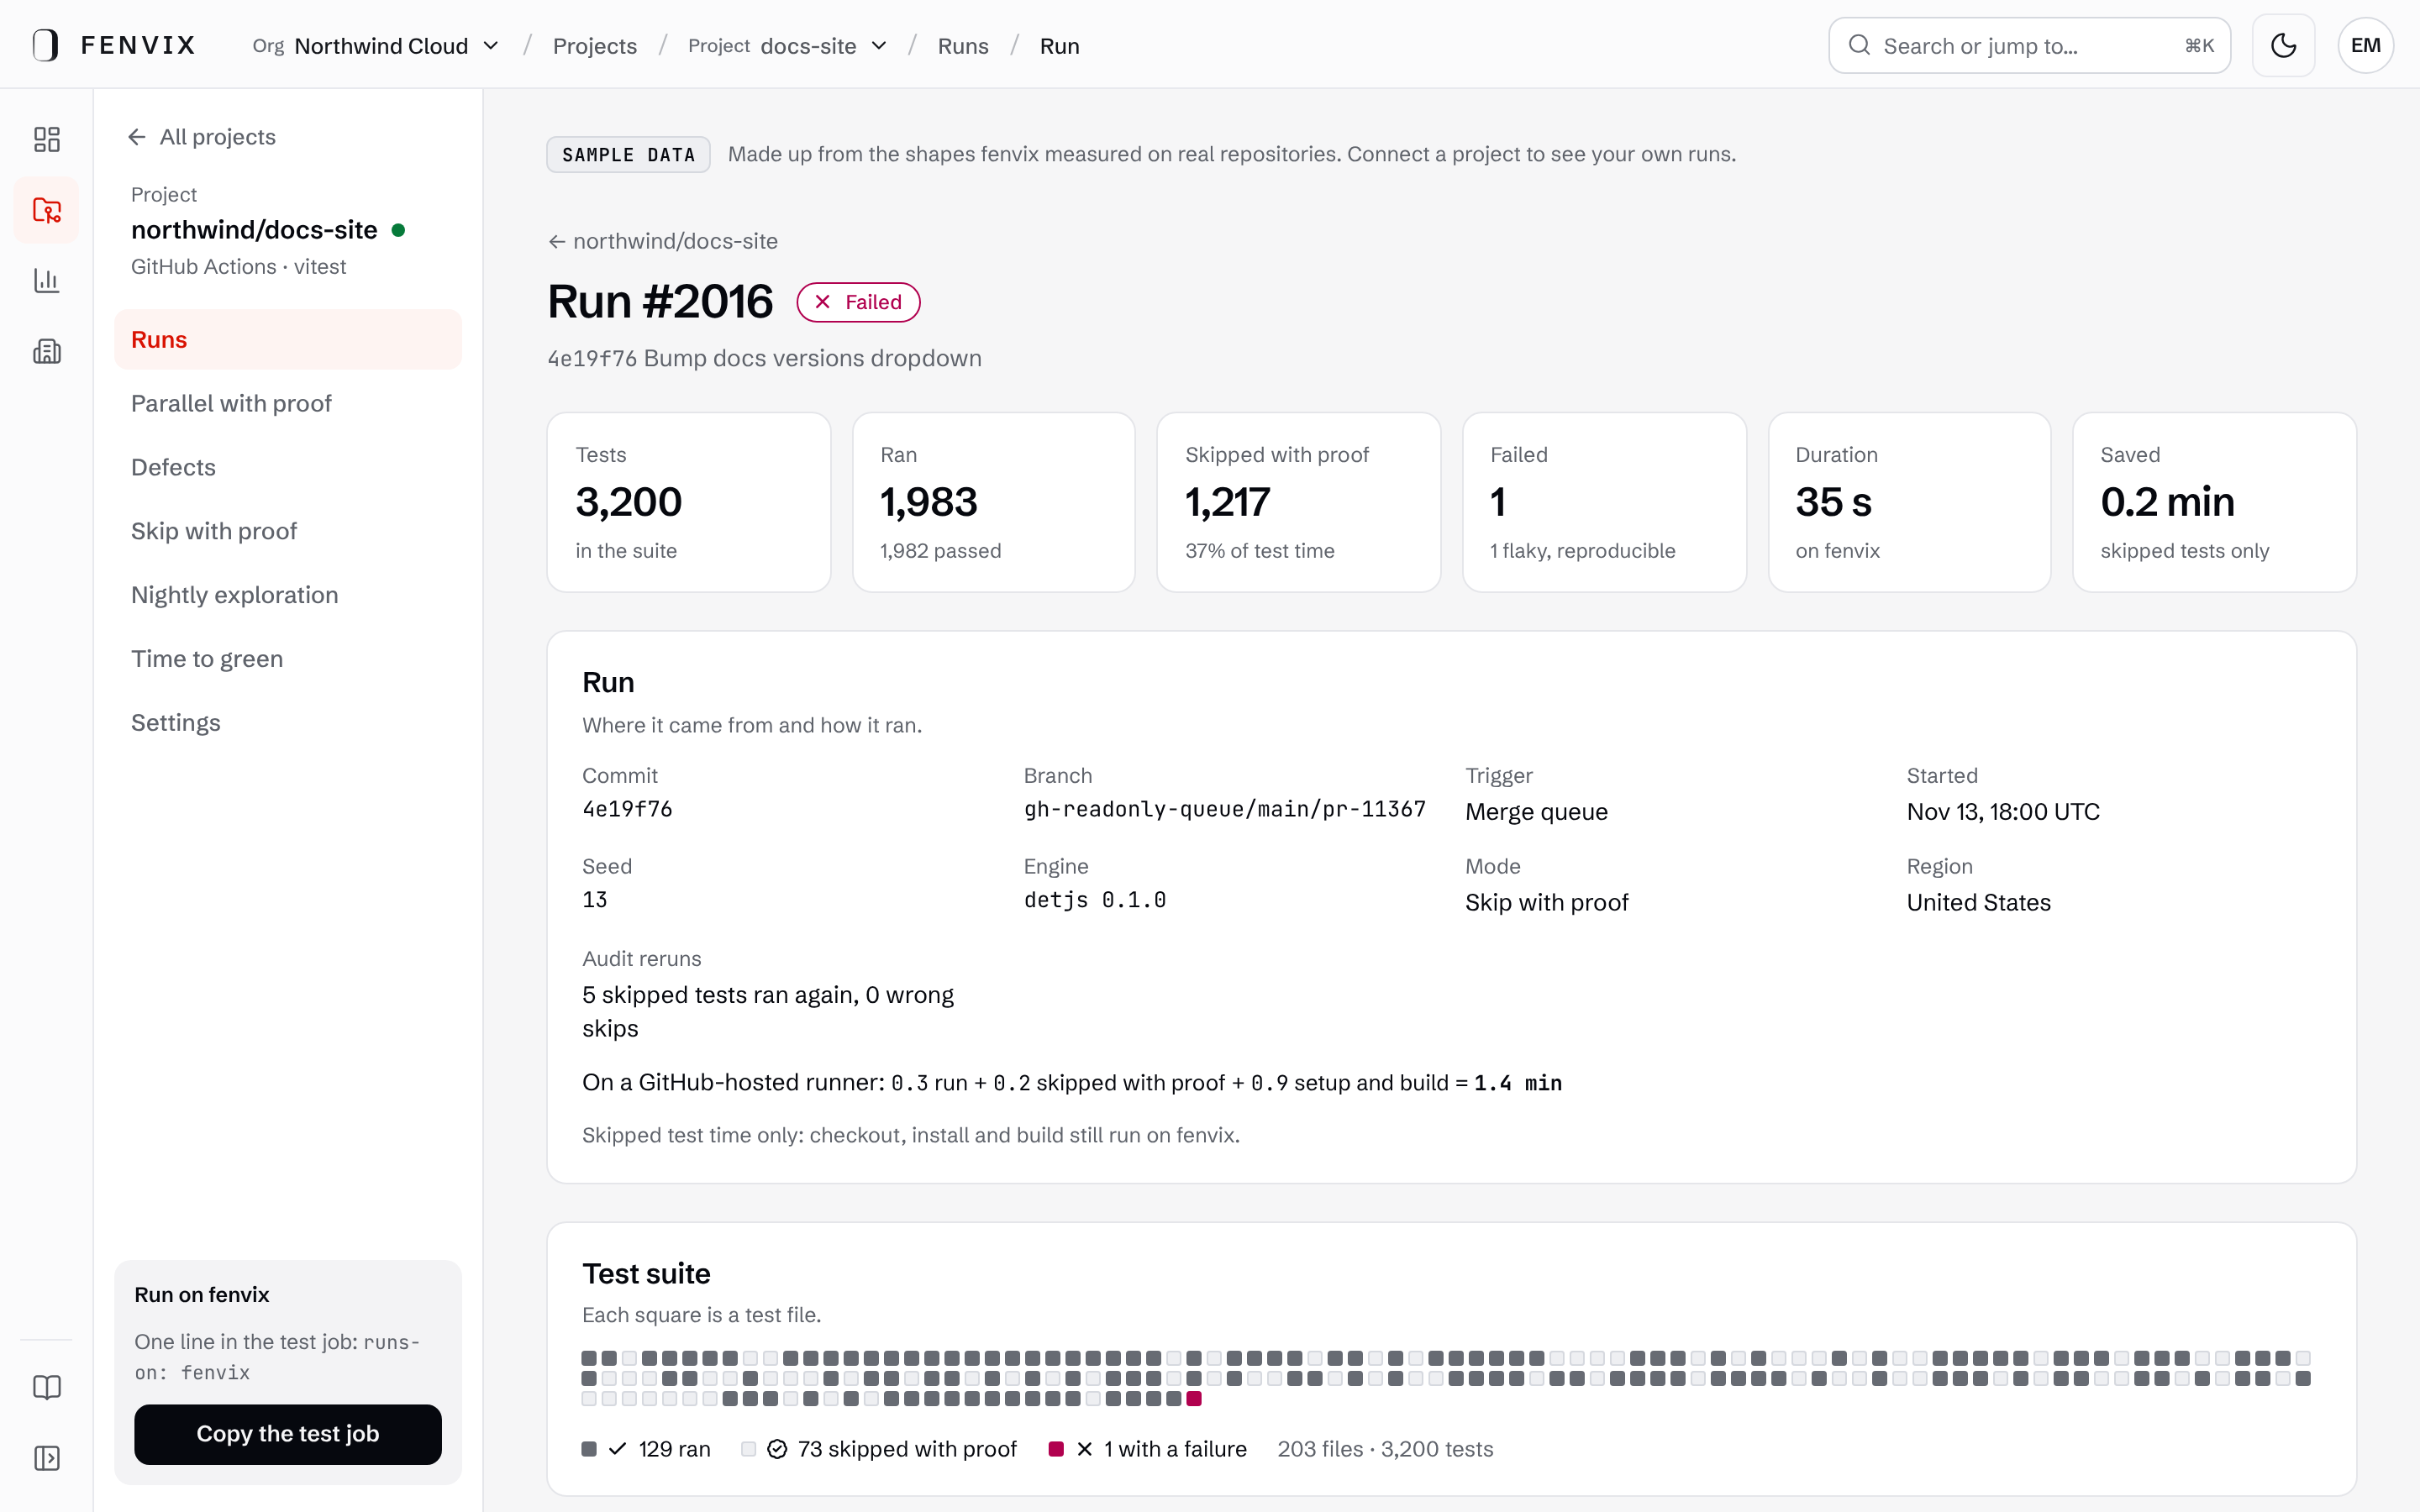 FENVIX
Org Northwind Cloud / Projects / Project docs-site / Runs / Run
Search or jump to... ⌘K
EM
All projects
Project
northwind/docs-site
GitHub Actions · vitest
Runs
Parallel with proof
Defects
Skip with proof
Nightly exploration
Time to green
Settings
Run on fenvix
One line in the test job: runs-
on: fenvix
Copy the test job
SAMPLE DATA Made up from the shapes fenvix measured on real repositories. Connect a project to see your own runs.
← northwind/docs-site
Run #2016 Failed
4e19f76 Bump docs versions dropdown
Tests
3,200
in the suite
Ran
1,983
1,982 passed
Skipped with proof
1,217
37% of test time
Failed
1
1 flaky, reproducible
Duration
35 s
on fenvix
Saved
0.2 min
skipped tests only
Run
Where it came from and how it ran.
Commit
4e19f76
Branch
gh-readonly-queue/main/pr-11367
Trigger
Merge queue
Started
Nov 13, 18:00 UTC
Seed
13
Engine
detjs 0.1.0
Mode
Skip with proof
Region
United States
Audit reruns
5 skipped tests ran again, 0 wrong
skips
On a GitHub-hosted runner: 0.3 run + 0.2 skipped with proof + 0.9 setup and build = 1.4 min
Skipped test time only: checkout, install and build still run on fenvix.
Test suite
Each square is a test file.
129 ran 73 skipped with proof 1 with a failure 203 files · 3,200 tests